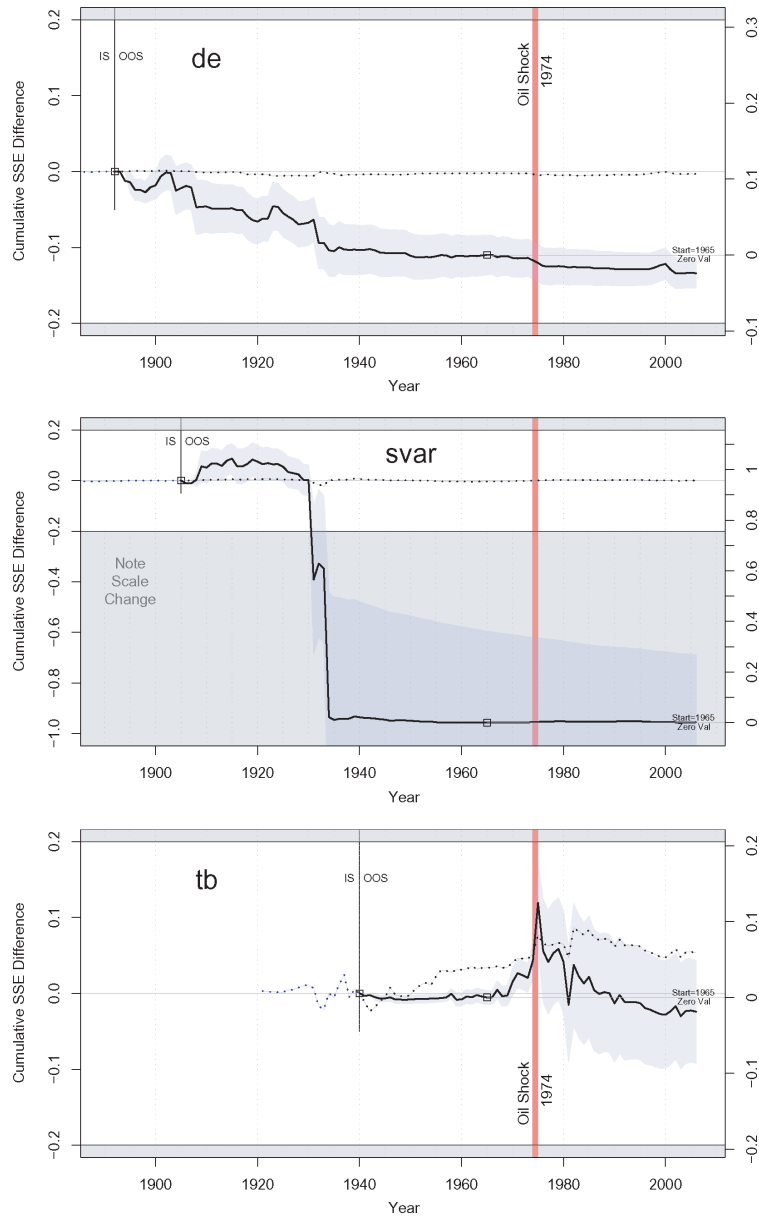 de
IS OOS
Oil Shock
1974
Start=1965
Zero Val
Cumulative SSE Difference
0.2
0.1
0.0
−0.1
−0.2
0.3
0.2
0.1
0
−0.1
1900 1920 1940 1960 1980 2000
Year
svar
IS OOS
Note
Scale
Change
Start=1965
Zero Val
Cumulative SSE Difference
0.2
0.0
−0.2
−0.4
−0.6
−0.8
−1.0
1
0.8
0.6
0.4
0.2
0
1900 1920 1940 1960 1980 2000
Year
tb
IS OOS
Oil Shock
1974
Start=1965
Zero Val
Cumulative SSE Difference
0.2
0.1
0.0
−0.1
−0.2
0.2
0.1
0
−0.1
−0.2
1900 1920 1940 1960 1980 2000
Year